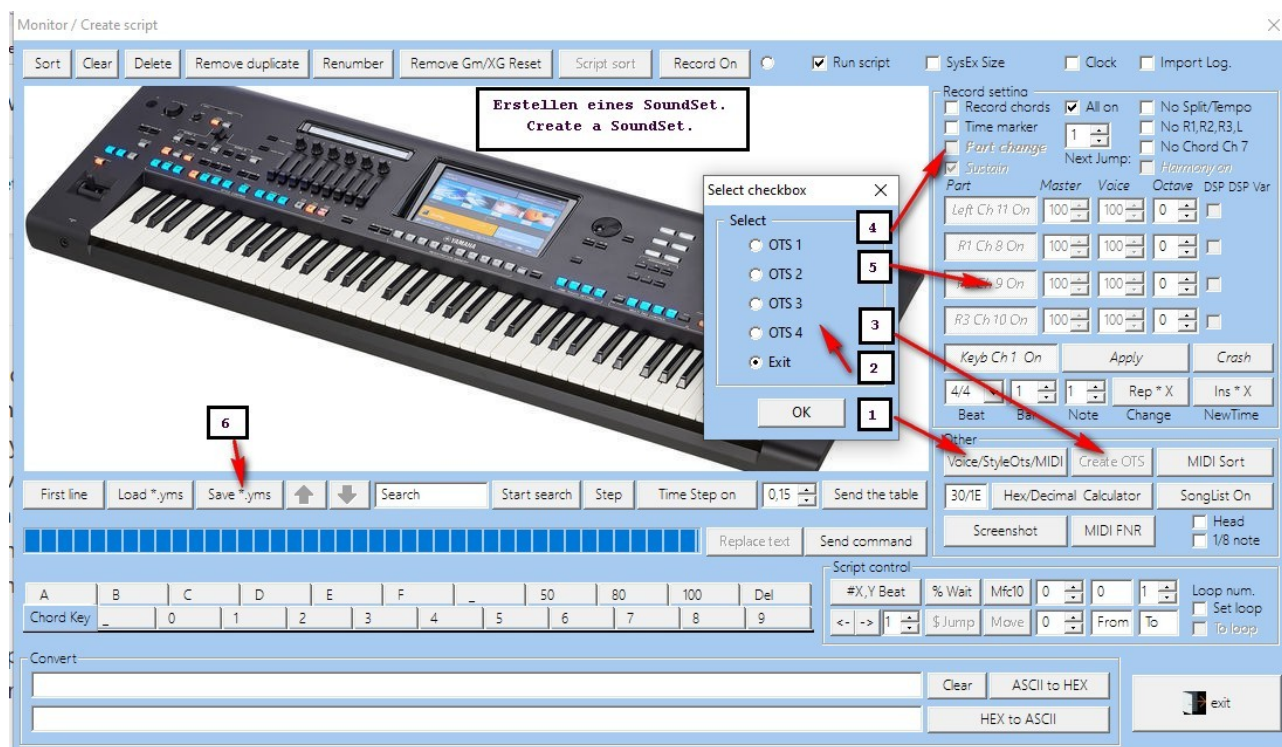 Monitor / Create script
Sort Clear Delete Remove duplicate Renumber Remove Gm/XG Reset Script sort Record On Run script SysEx Size Clock Import Log.
Erstellen eines SoundSet.
Create a SoundSet.
YAMAHA
Select checkbox
Select
OTS 1
OTS 2
OTS 3
OTS 4
Exit
OK
4
5
3
2
1
6
Record setting
Record chords All on No Split/Tempo
Time marker 1 No R1,R2,R3,L
Part change Next Jump: No Chord Ch 7
Sustain Harmony on
Part Master Voice Octave DSP DSP Var
Left Ch 11 On 100 100 0
R1 Ch 8 On 100 100 0
Ch 9 On 100 100 0
R3 Ch 10 On 100 100 0
Keyb Ch 1 On Apply Crash
4/4 1 1 Rep * X Ins * X
Beat Bar Note Change NewTime
Other
Voice/StyleOts/MIDI Create OTS MIDI Sort
30/1E Hex/Decimal Calculator SongList On
Screenshot MIDI FNR Head
1/8 note
First line Load *.yms Save *.yms Search Start search Step Time Step on 0,15 Send the table
Replace text Send command
A B C D E F _ 50 80 100 Del
Chord Key _ 0 1 2 3 4 5 6 7 8 9
Script control
#X,Y Beat % Wait Mfc10 0 0 1 Loop num.
Set loop
<- -> 1 $ Jump Move 0 From To To loop
Convert
Clear ASCII to HEX
HEX to ASCII
exit